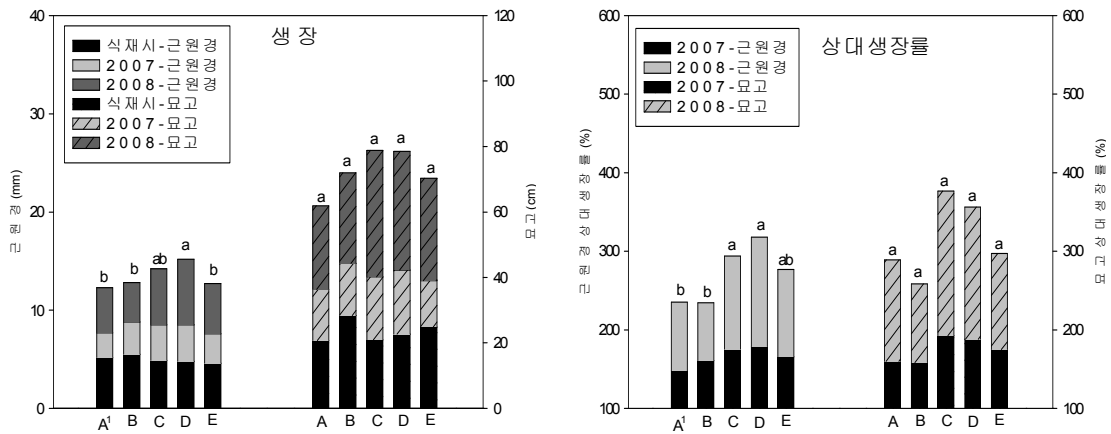 생장
식재시-근원경
2007-근원경
2008-근원경
식재시-묘고
2007-묘고
2008-묘고
근원경 (mm)
40
30
20
10
0
묘고 (cm)
120
100
80
60
40
20
0
b b ab a b
a a a a a
A¹ B C D E
A B C D E
상대생장률
2007-근원경
2008-근원경
2007-묘고
2008-묘고
근원경상대생장률 (%)
600
500
400
300
200
100
묘고상대생장률 (%)
600
500
400
300
200
100
b b a a ab
a a a a a
A¹ B C D E
A B C D E